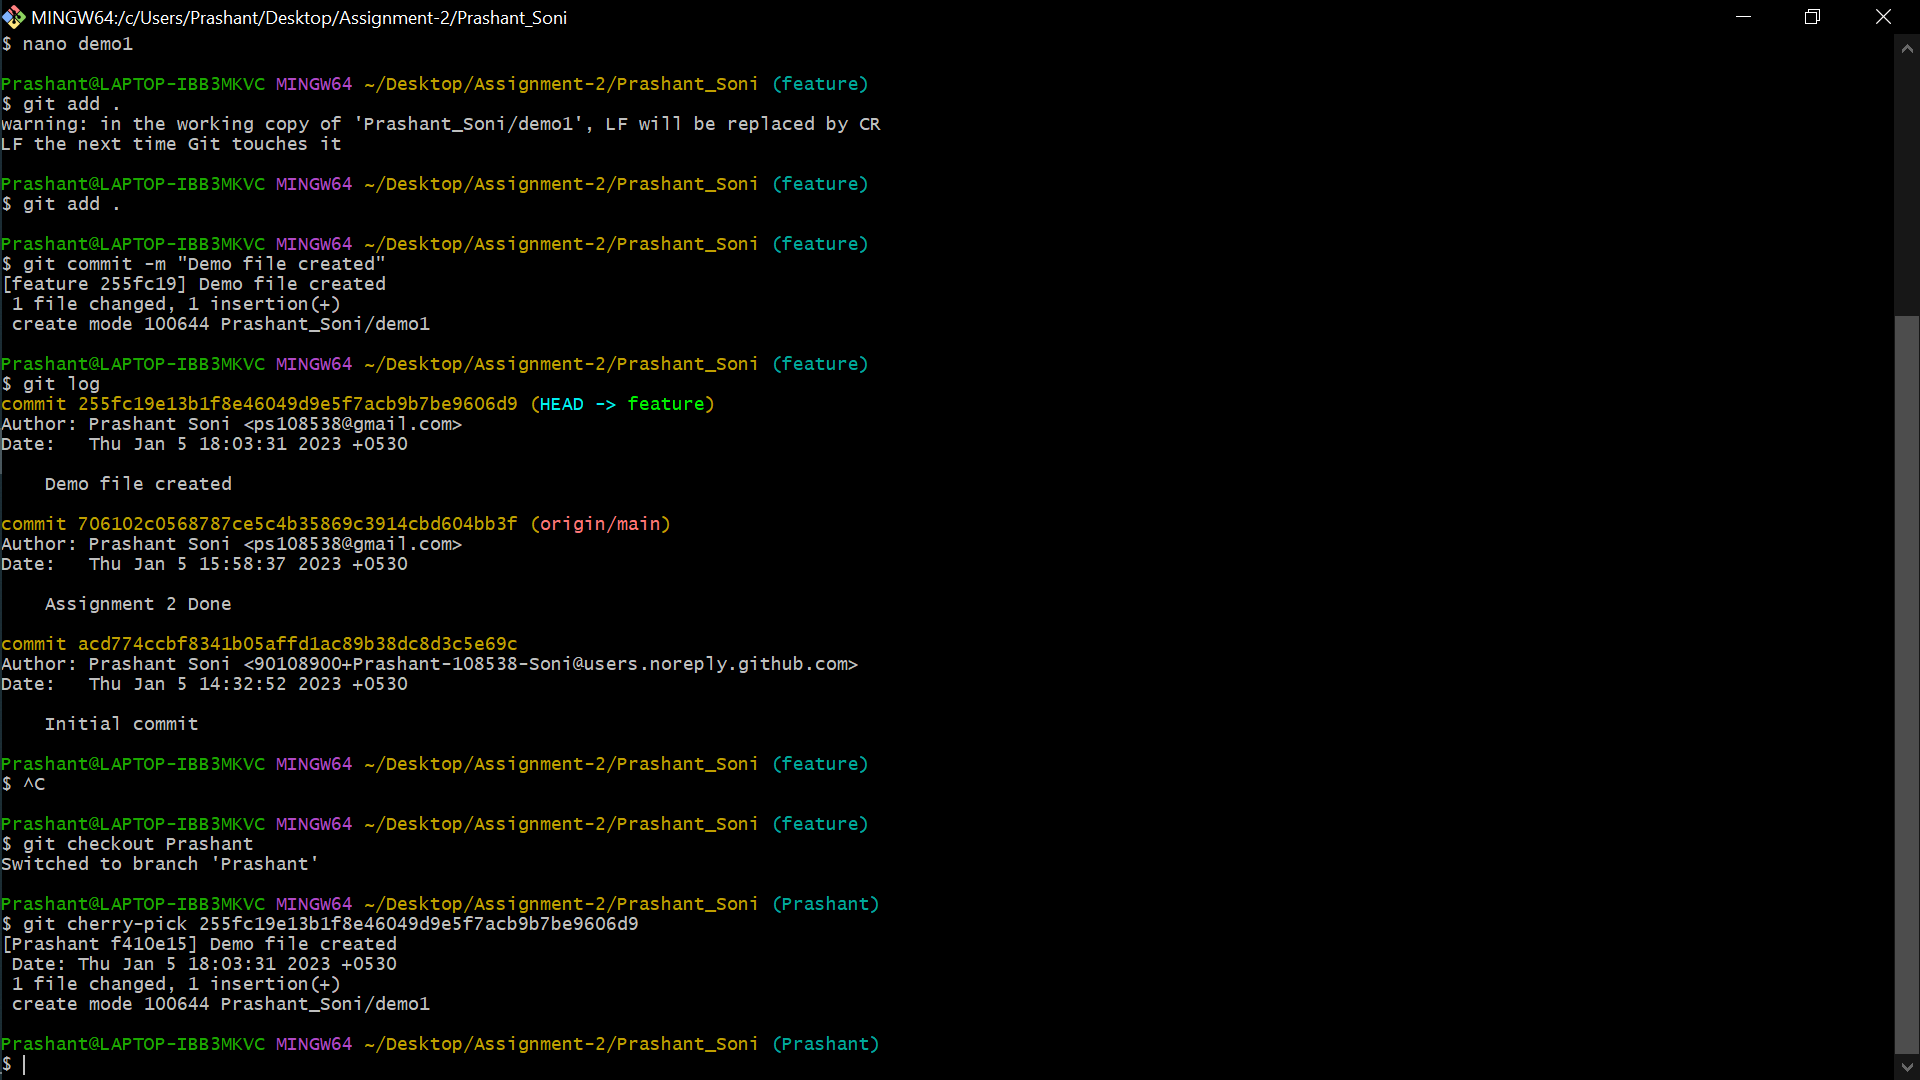 MINGW64:/c/Users/Prashant/Desktop/Assignment-2/Prashant_Soni
$ nano demo1
Prashant@LAPTOP-IBB3MKVC MINGW64 ~/Desktop/Assignment-2/Prashant_Soni (feature)
$ git add .
warning: in the working copy of 'Prashant_Soni/demo1', LF will be replaced by CR
LF the next time Git touches it
Prashant@LAPTOP-IBB3MKVC MINGW64 ~/Desktop/Assignment-2/Prashant_Soni (feature)
$ git add .
Prashant@LAPTOP-IBB3MKVC MINGW64 ~/Desktop/Assignment-2/Prashant_Soni (feature)
$ git commit -m "Demo file created"
[feature 255fc19] Demo file created
1 file changed, 1 insertion(+)
create mode 100644 Prashant_Soni/demo1
Prashant@LAPTOP-IBB3MKVC MINGW64 ~/Desktop/Assignment-2/Prashant_Soni (feature)
$ git log
commit 255fc19e13b1f8e46049d9e5f7acb9b7be9606d9 (HEAD -> feature)
Author: Prashant Soni <ps108538@gmail.com>
Date:   Thu Jan 5 18:03:31 2023 +0530
Demo file created
commit 706102c0568787ce5c4b35869c3914cbd604bb3f (origin/main)
Author: Prashant Soni <ps108538@gmail.com>
Date:   Thu Jan 5 15:58:37 2023 +0530
Assignment 2 Done
commit acd774ccbf8341b05affd1ac89b38dc8d3c5e69c
Author: Prashant Soni <90108900+Prashant-108538-Soni@users.noreply.github.com>
Date:   Thu Jan 5 14:32:52 2023 +0530
Initial commit
Prashant@LAPTOP-IBB3MKVC MINGW64 ~/Desktop/Assignment-2/Prashant_Soni (feature)
$ ^C
Prashant@LAPTOP-IBB3MKVC MINGW64 ~/Desktop/Assignment-2/Prashant_Soni (feature)
$ git checkout Prashant
Switched to branch 'Prashant'
Prashant@LAPTOP-IBB3MKVC MINGW64 ~/Desktop/Assignment-2/Prashant_Soni (Prashant)
$ git cherry-pick 255fc19e13b1f8e46049d9e5f7acb9b7be9606d9
[Prashant f410e15] Demo file created
Date: Thu Jan 5 18:03:31 2023 +0530
1 file changed, 1 insertion(+)
create mode 100644 Prashant_Soni/demo1
Prashant@LAPTOP-IBB3MKVC MINGW64 ~/Desktop/Assignment-2/Prashant_Soni (Prashant)
$